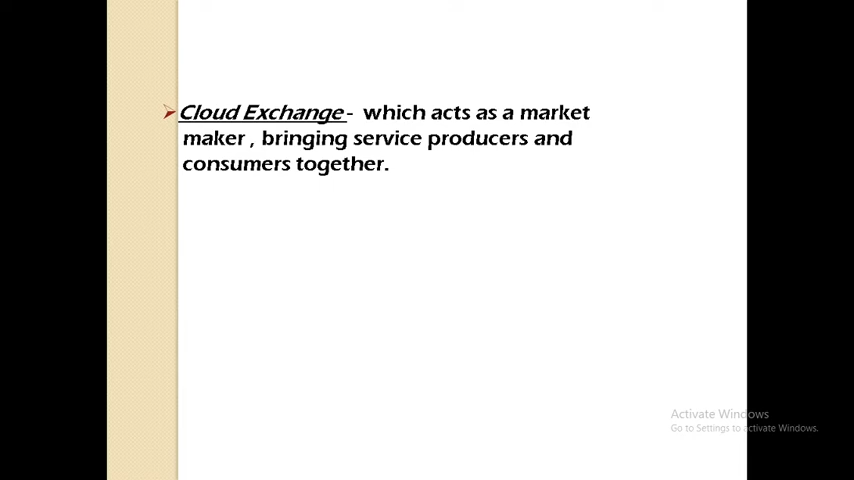 Cloud Exchange - which acts as a market
maker , bringing service producers and
consumers together.
Activate Windows
Go to Settings to activate Windows.